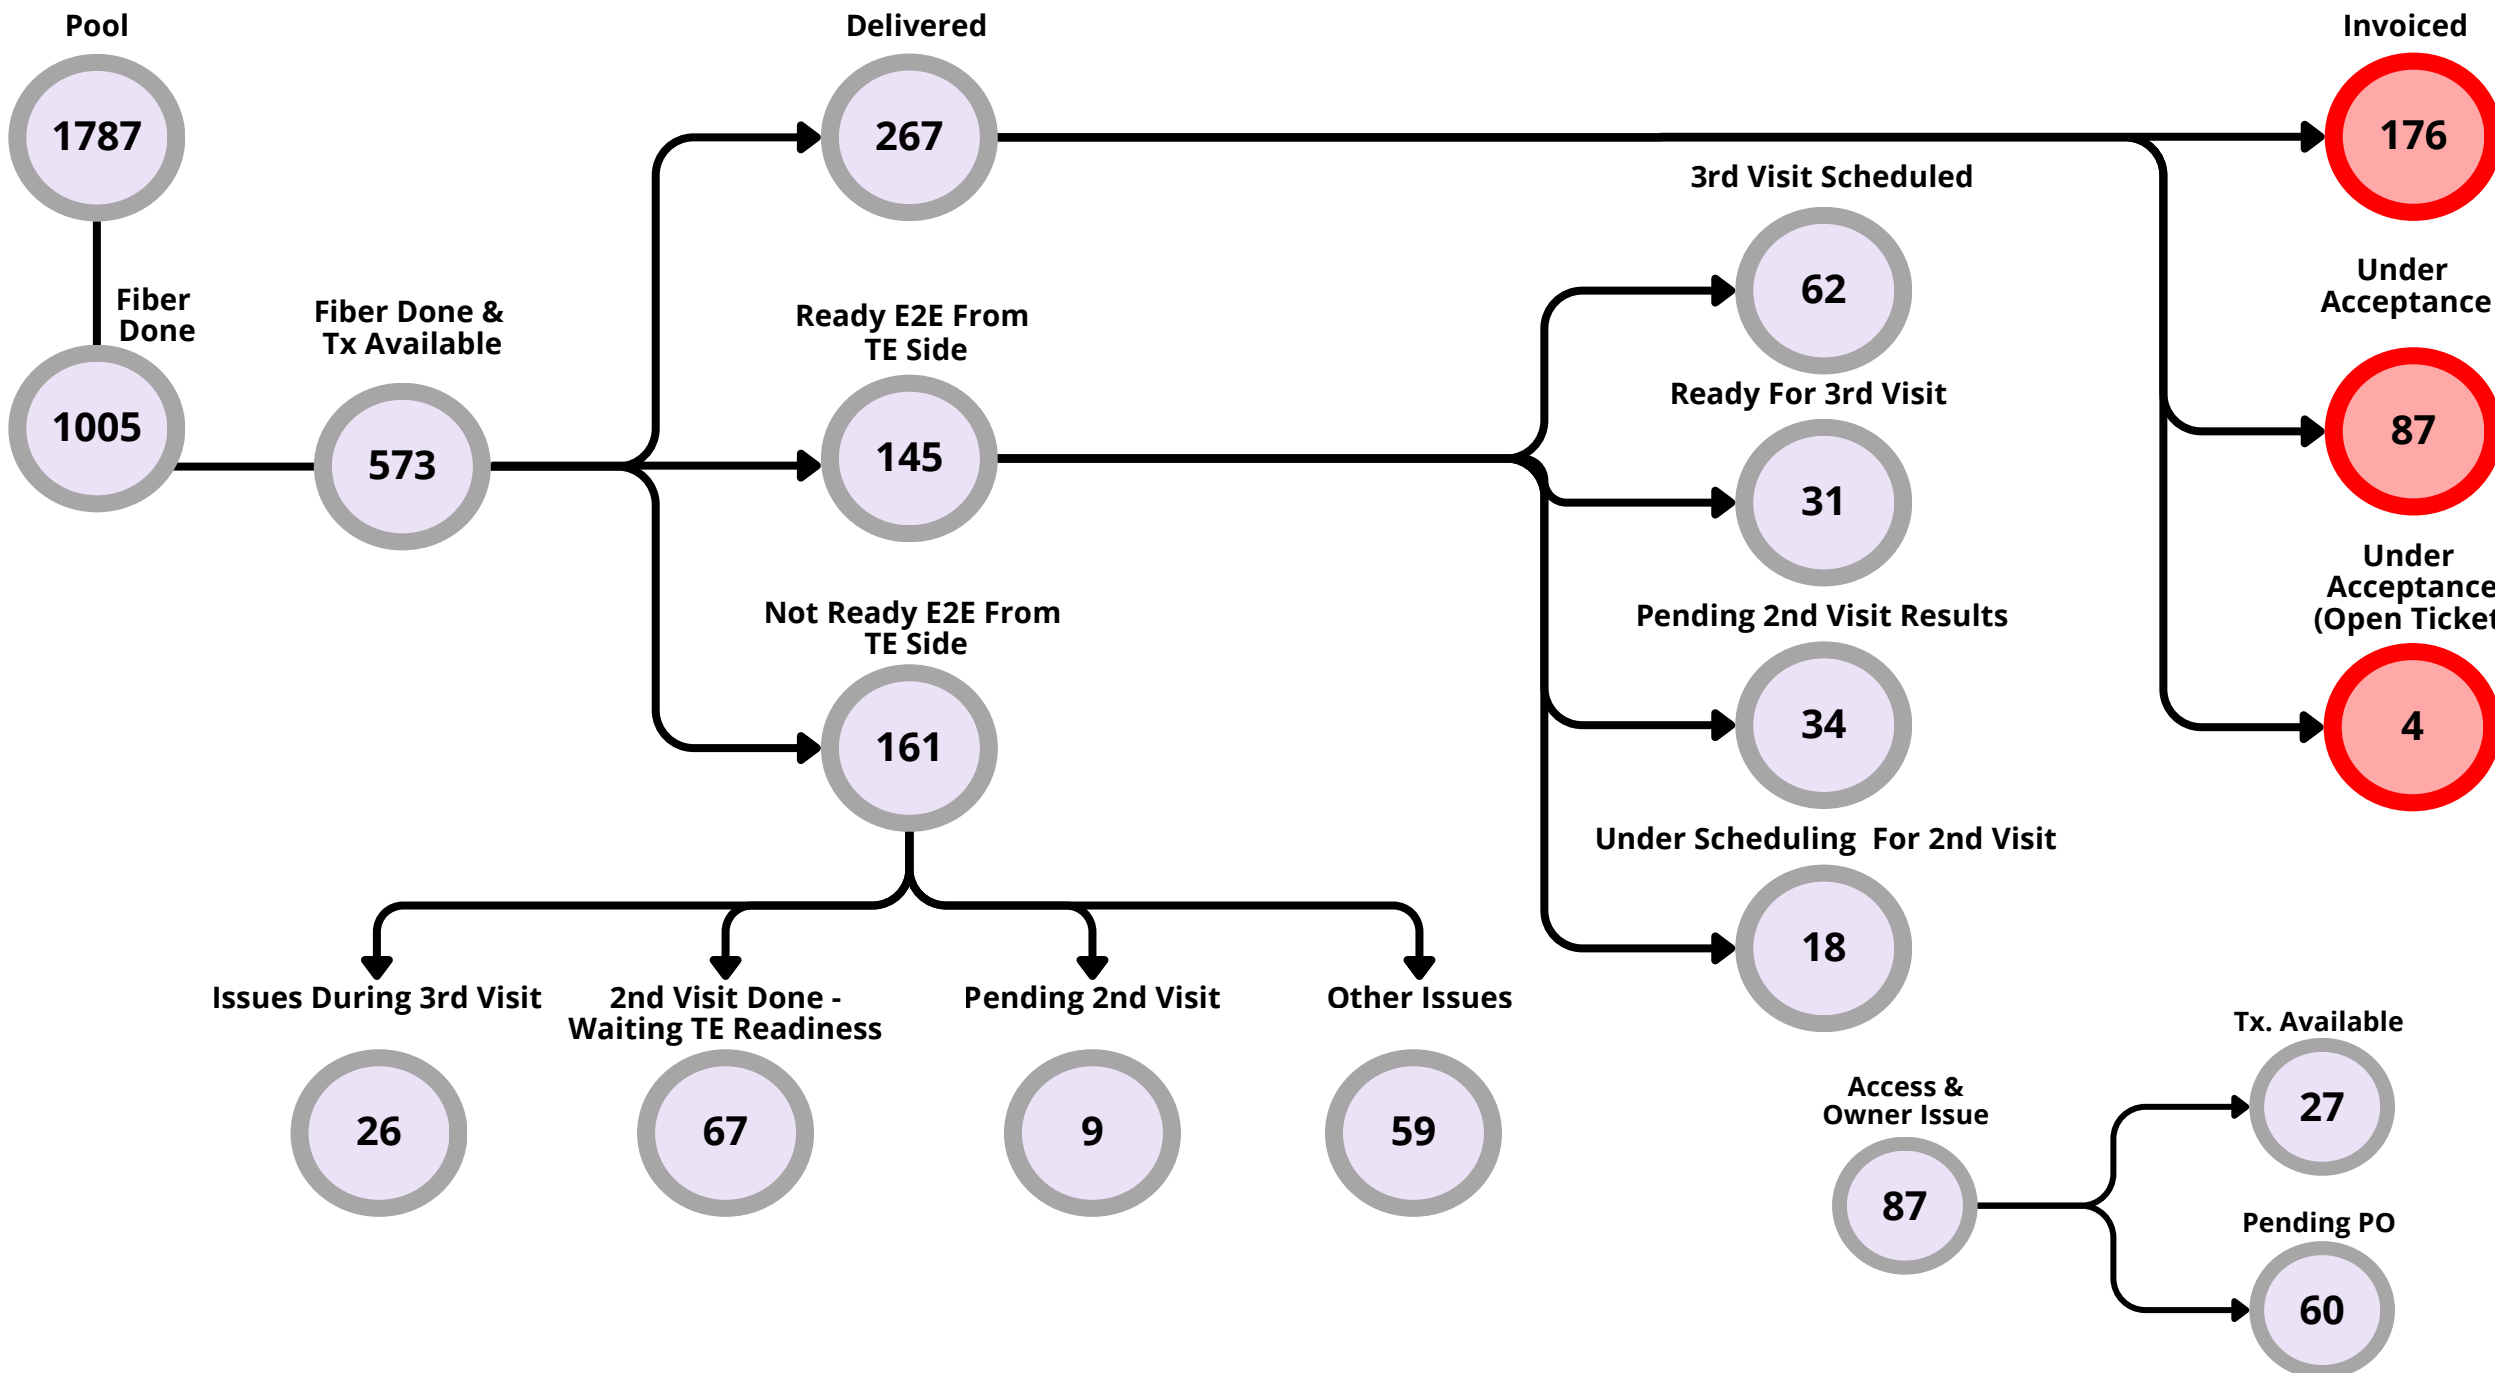 Pool
1787
Fiber
Done
1005
Fiber Done &
Tx Available
573
Delivered
267
Ready E2E From
TE Side
145
Not Ready E2E From
TE Side
161
Issues During 3rd Visit
26
2nd Visit Done -
Waiting TE Readiness
67
Pending 2nd Visit
9
Other Issues
59
3rd Visit Scheduled
62
Ready For 3rd Visit
31
Pending 2nd Visit Results
34
Under Scheduling  For 2nd Visit
18
Invoiced
176
Under
Acceptance
87
Under
Acceptance
(Open Ticket
4
Access &
Owner Issue
87
Tx. Available
27
Pending PO
60